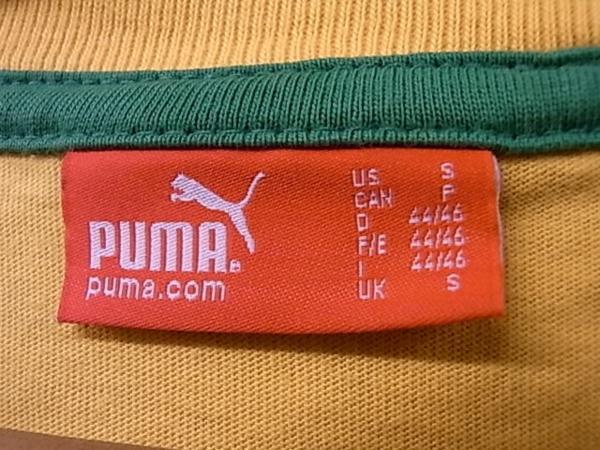 PUMA®
puma.com
US S
CAN P
D 44/46
F/E 44/46
I 44/46
UK S